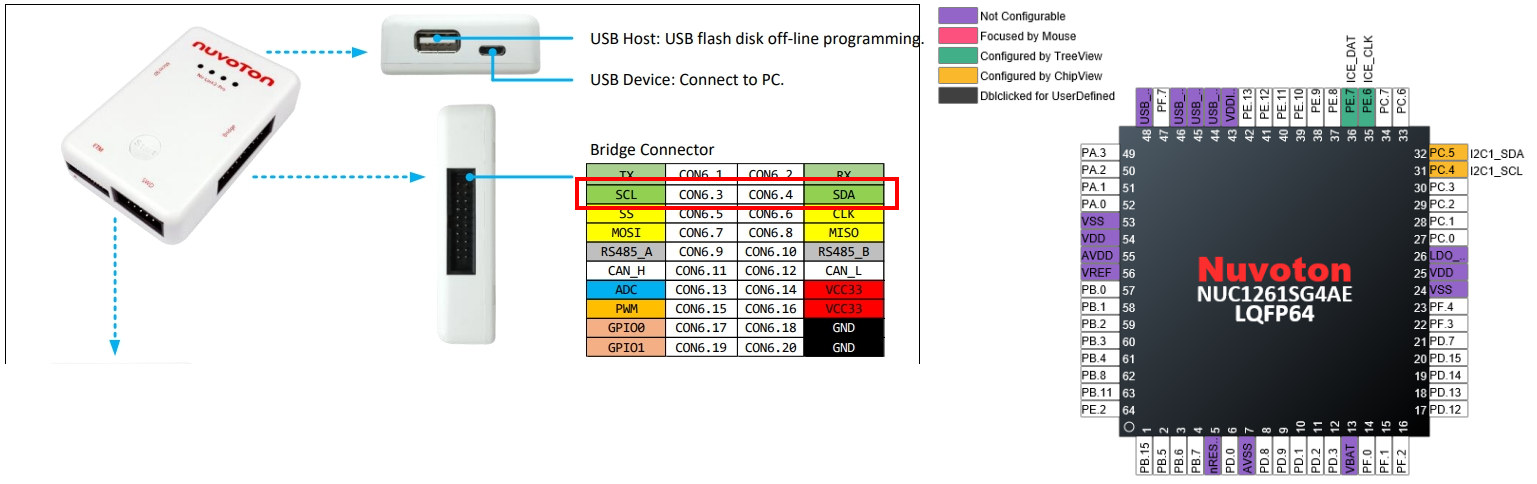 nuvoTon
Nu-Link2-Pro
Bridge
ETM
USB Host: USB flash disk off-line programming.
USB Device: Connect to PC.
Bridge Connector
TX CON6.1 CON6.2 RX
SCL CON6.3 CON6.4 SDA
SS CON6.5 CON6.6 CLK
MOSI CON6.7 CON6.8 MISO
RS485_A CON6.9 CON6.10 RS485_B
CAN_H CON6.11 CON6.12 CAN_L
ADC CON6.13 CON6.14 VCC33
PWM CON6.15 CON6.16 VCC33
GPIO0 CON6.17 CON6.18 GND
GPIO1 CON6.19 CON6.20 GND
Not Configurable
Focused by Mouse
Configured by TreeView
Configured by ChipView
Dblclicked for UserDefined
ICE_DAT
ICE_CLK
USB_.. PF.7 USB_.. USB_.. USB_.. VDDI.. PE.13 PE.12 PE.11 PE.10 PE.9 PE.8 PE.7 PE.6 PC.7 PC.6
48 47 46 45 44 43 42 41 40 39 38 37 36 35 34 33
PA.3 49
PA.2 50
PA.1 51
PA.0 52
VSS 53
VDD 54
AVDD 55
VREF 56
PB.0 57
PB.1 58
PB.2 59
PB.3 60
PB.4 61
PB.8 62
PB.11 63
PE.2 64
Nuvoton
NUC1261SG4AE
LQFP64
32 PC.5 I2C1_SDA
31 PC.4 I2C1_SCL
30 PC.3
29 PC.2
28 PC.1
27 PC.0
26 LDO_..
25 VDD
24 VSS
23 PF.4
22 PF.3
21 PD.7
20 PD.15
19 PD.14
18 PD.13
17 PD.12
1 2 3 4 5 6 7 8 9 10 11 12 13 14 15 16
PB.15 PB.5 PB.6 PB.7 nRES.. PD.0 AVSS PD.8 PD.9 PD.1 PD.2 PD.3 VBAT PF.0 PF.1 PF.2